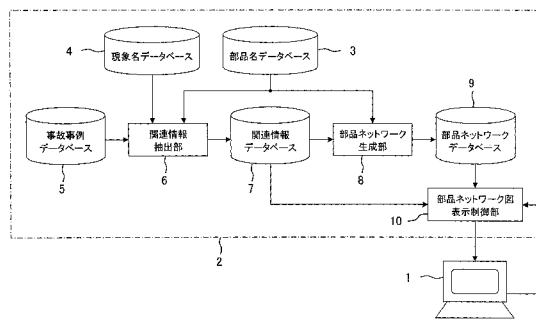 4
現象名データベース
部品名データベース
3
9
事故事例
データベース
関連情報
抽出部
関連情報
データベース
部品ネットワーク
生成部
部品ネットワーク
データベース
5
6
7
8
部品ネットワーク図
表示制御部
10
2
1